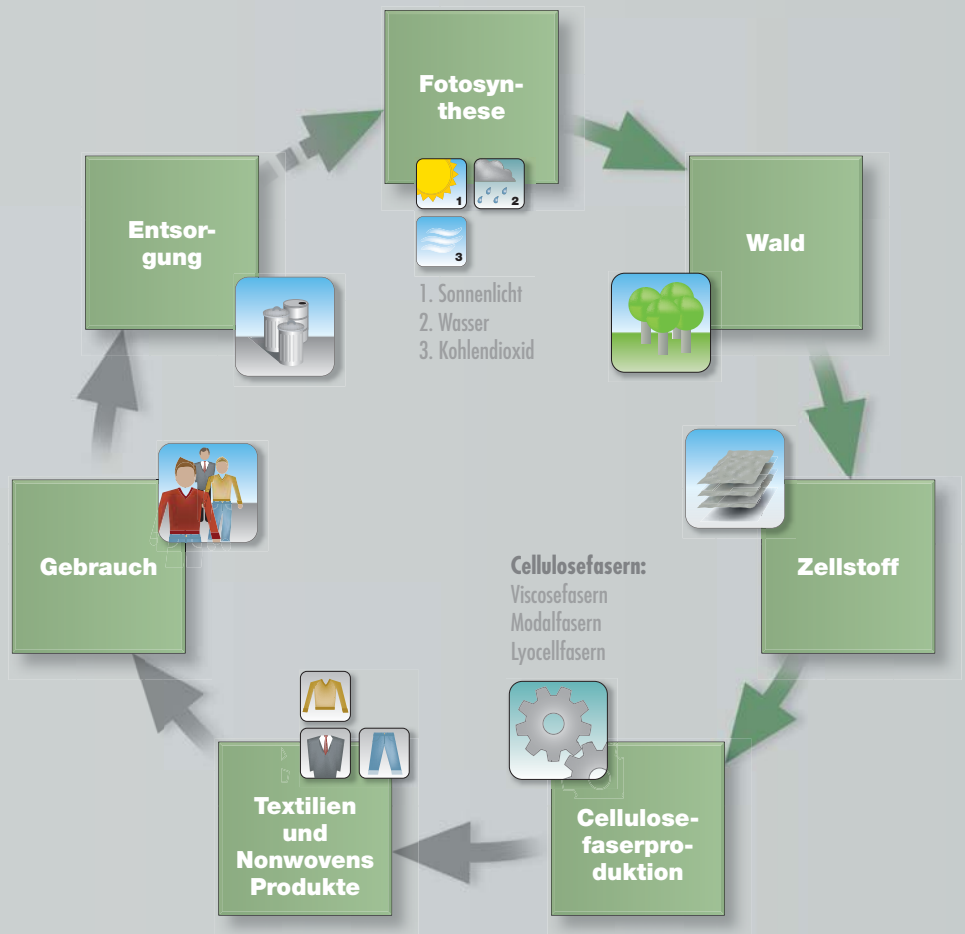 Fotosyn-
these
1
2
3
1. Sonnenlicht
2. Wasser
3. Kohlendioxid
Wald
Zellstoff
Cellulosefasern:
Viscosefasern
Modalfasern
Lyocellfasern
Cellulose-
faserpro-
duktion
Textilien
und
Nonwovens
Produkte
Gebrauch
Entsor-
gung